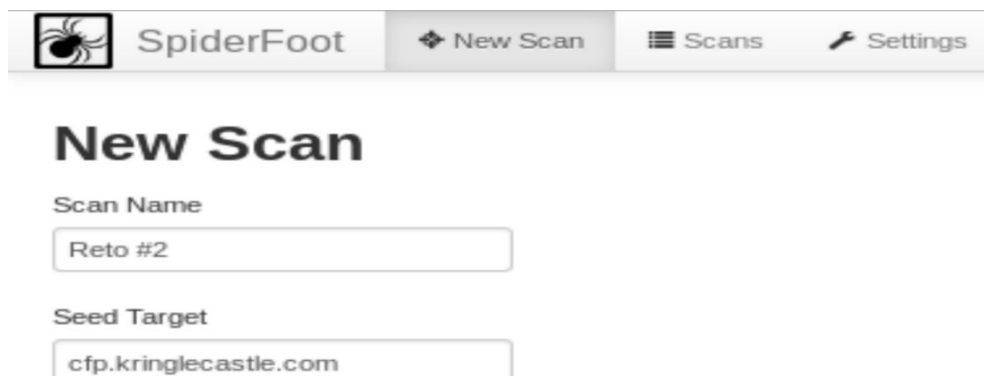 SpiderFoot New Scan Scans Settings
New Scan
Scan Name
Reto #2
Seed Target
cfp.kringlecastle.com